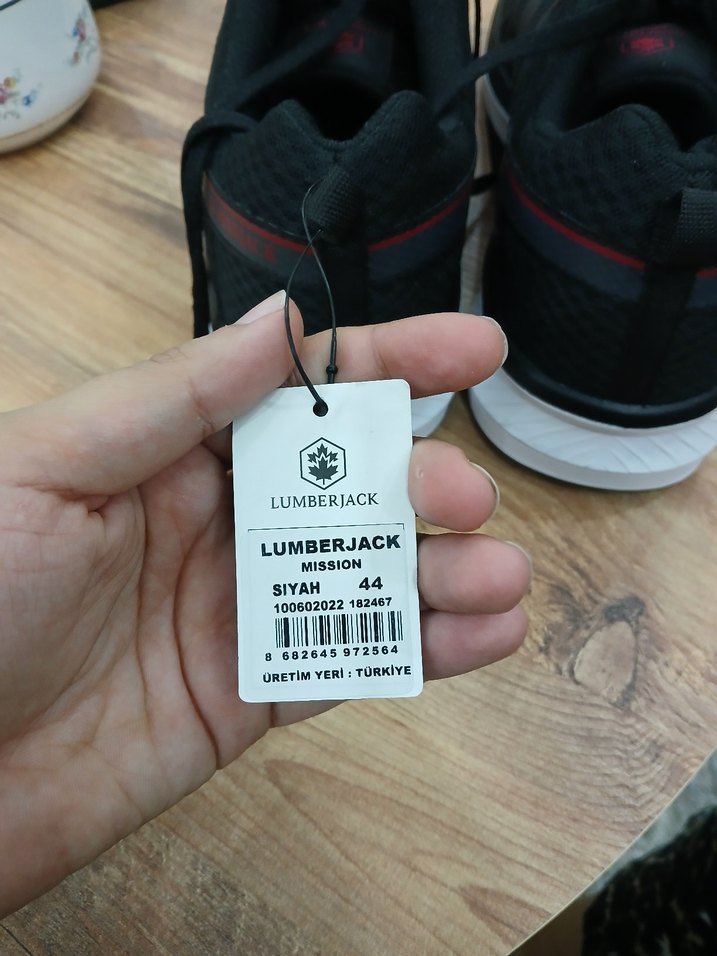 LUMBERJACK
LUMBERJACK
MISSION
SIYAH 44
100602022 182467
8 682645 972564
ÜRETİM YERİ : TÜRKİYE